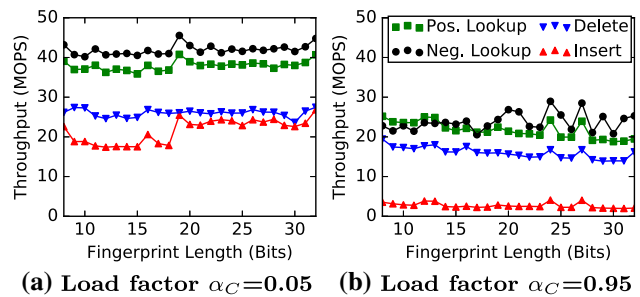 50
40
30
20
10
0
Throughput (MOPS)
10 15 20 25 30
Fingerprint Length (Bits)
(a) Load factor αC=0.05
50
40
30
20
10
0
Throughput (MOPS)
Pos. Lookup
Neg. Lookup
Delete
Insert
10 15 20 25 30
Fingerprint Length (Bits)
(b) Load factor αC=0.95